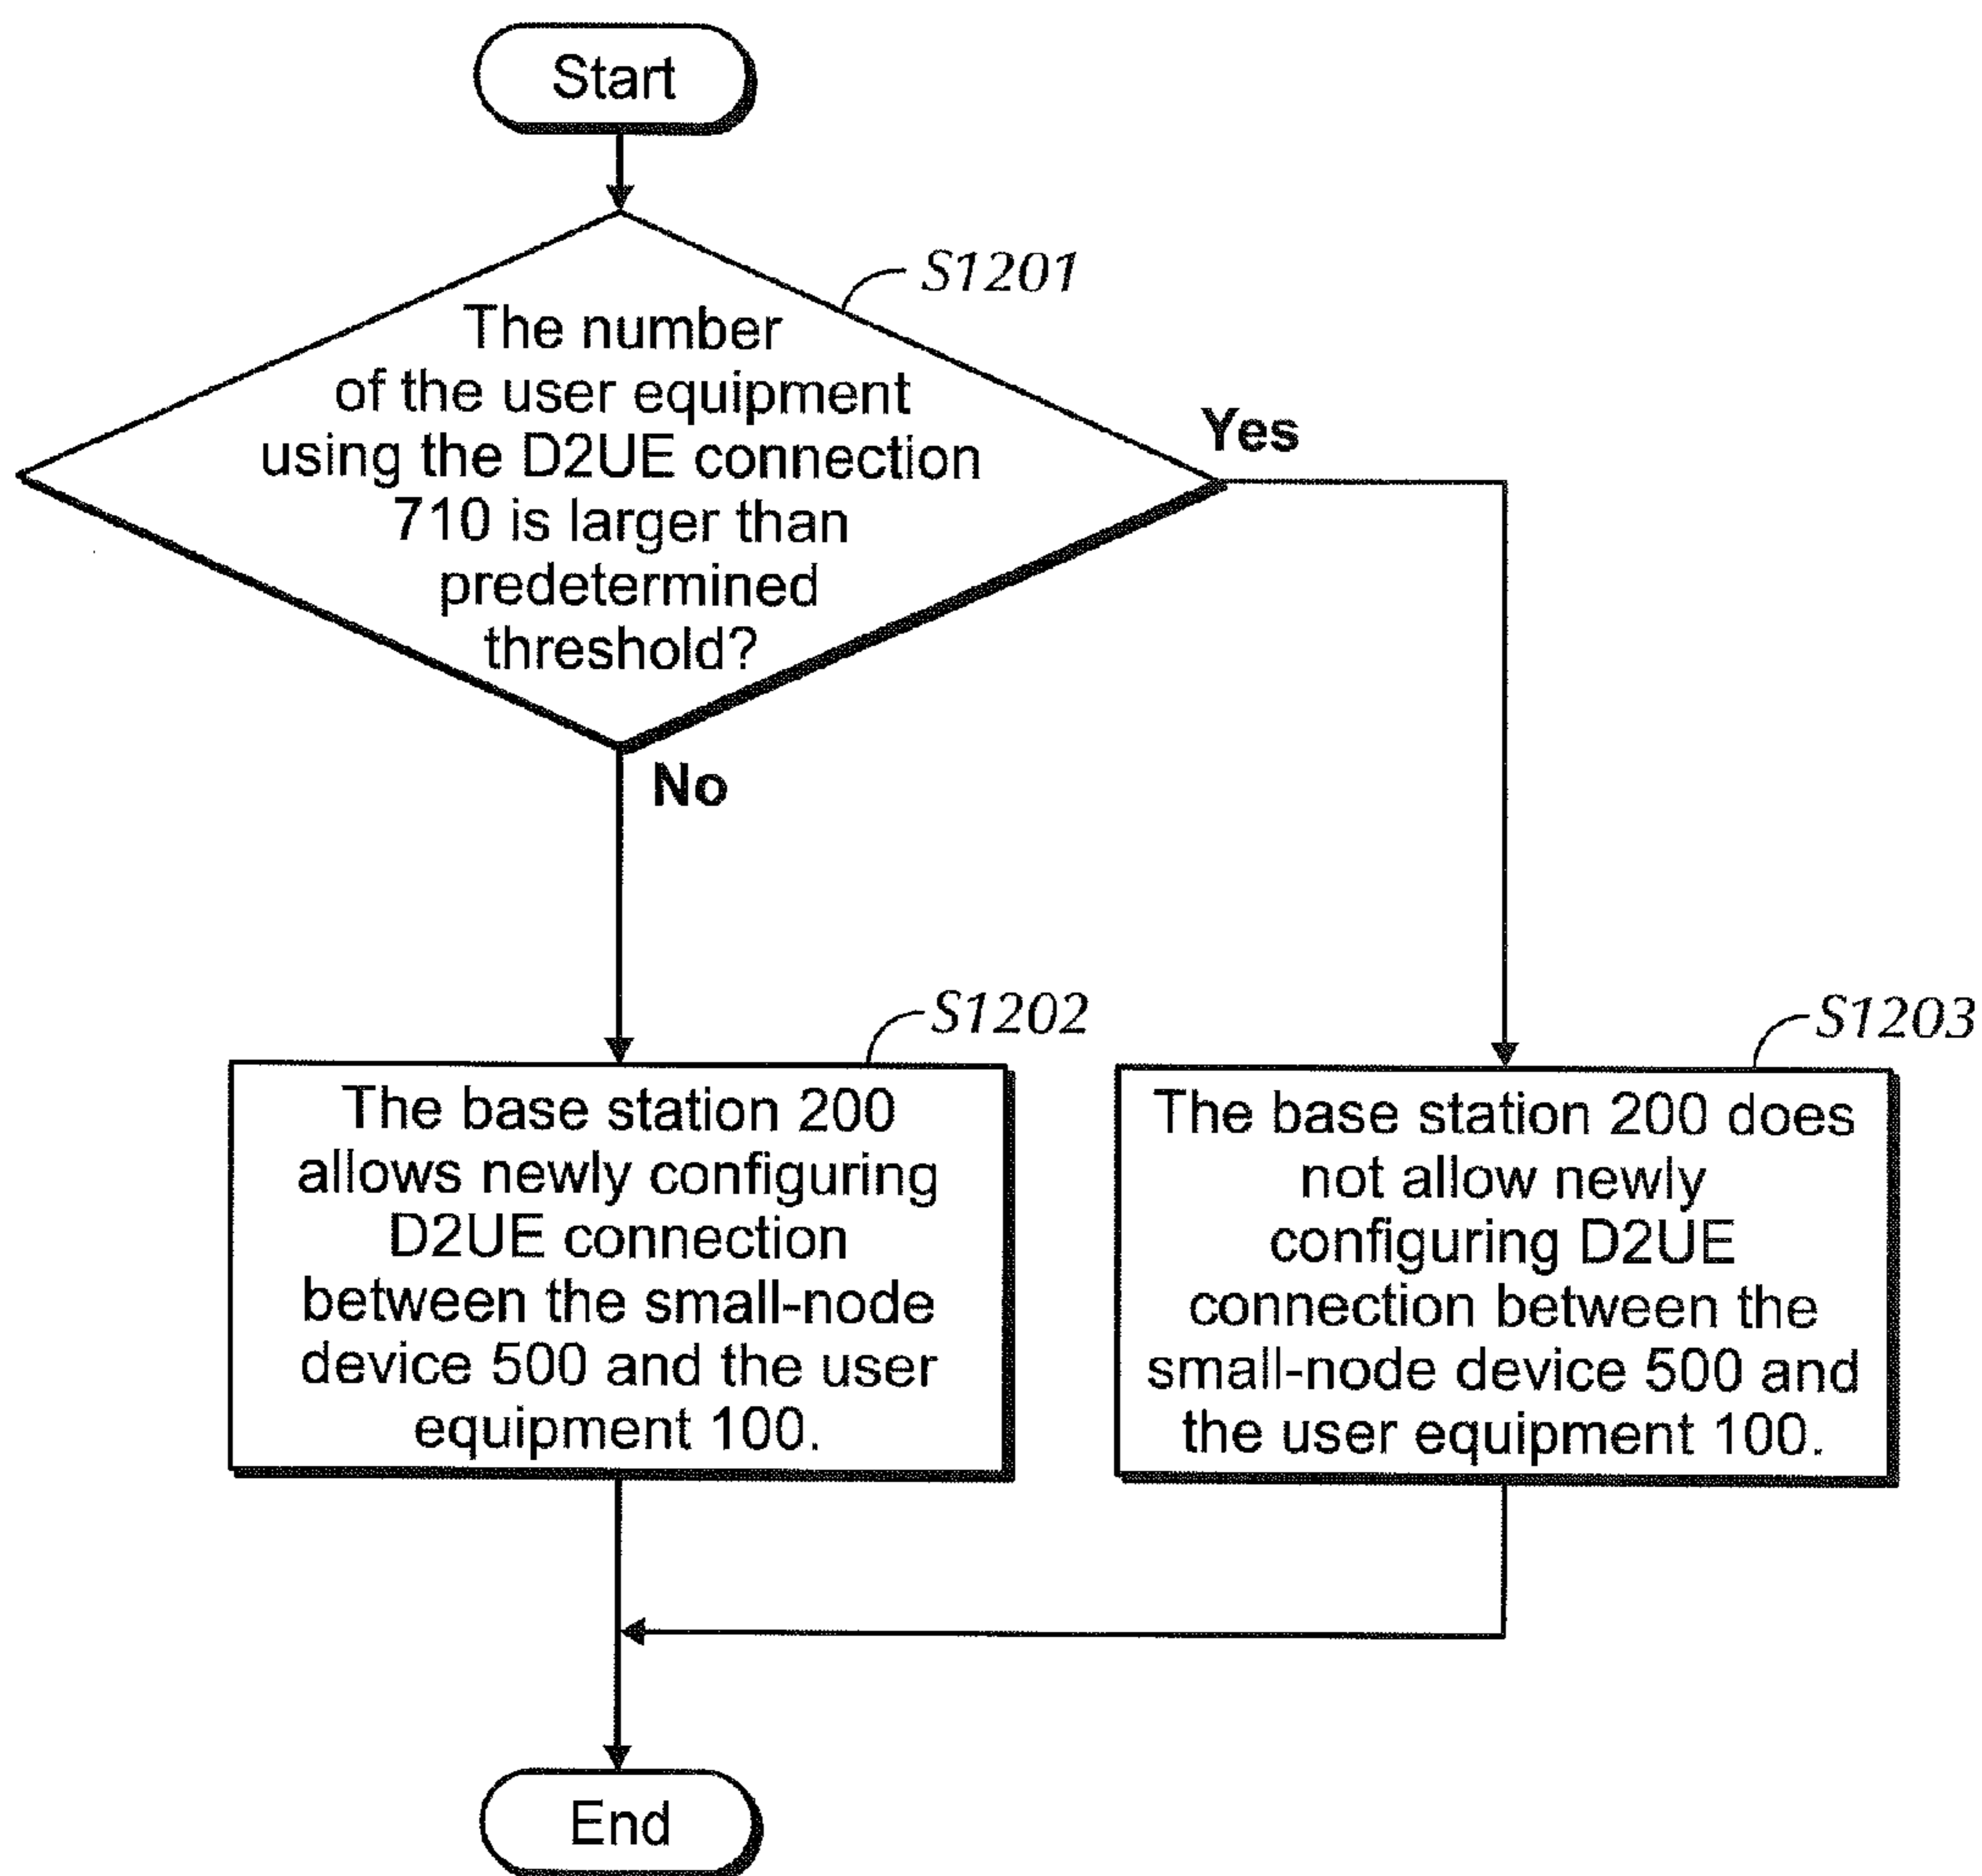 Start
S1201
The number
of the user equipment
using the D2UE connection
710 is larger than
predetermined
threshold?
Yes
No
S1202
The base station 200
allows newly configuring
D2UE connection
between the small-node
device 500 and the user
equipment 100.
S1203
The base station 200 does
not allow newly
configuring D2UE
connection between the
small-node device 500 and
the user equipment 100.
End